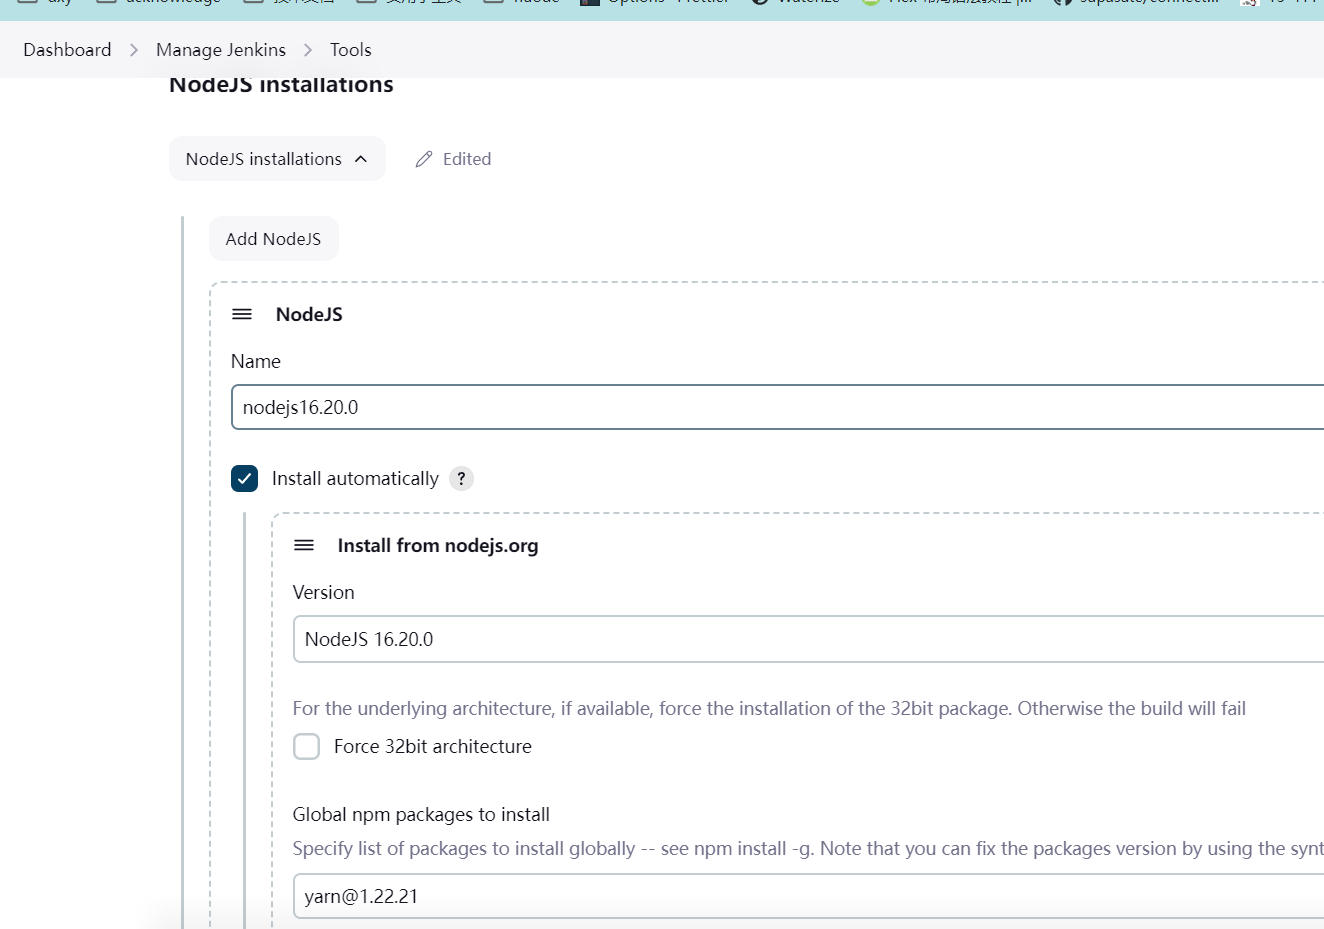 Dashboard > Manage Jenkins > Tools
NodeJS installations
NodeJS installations
Edited
Add NodeJS
NodeJS
Name
nodejs16.20.0
Install automatically ?
Install from nodejs.org
Version
NodeJS 16.20.0
For the underlying architecture, if available, force the installation of the 32bit package. Otherwise the build will fail
Force 32bit architecture
Global npm packages to install
Specify list of packages to install globally -- see npm install -g. Note that you can fix the packages version by using the synt
yarn@1.22.21